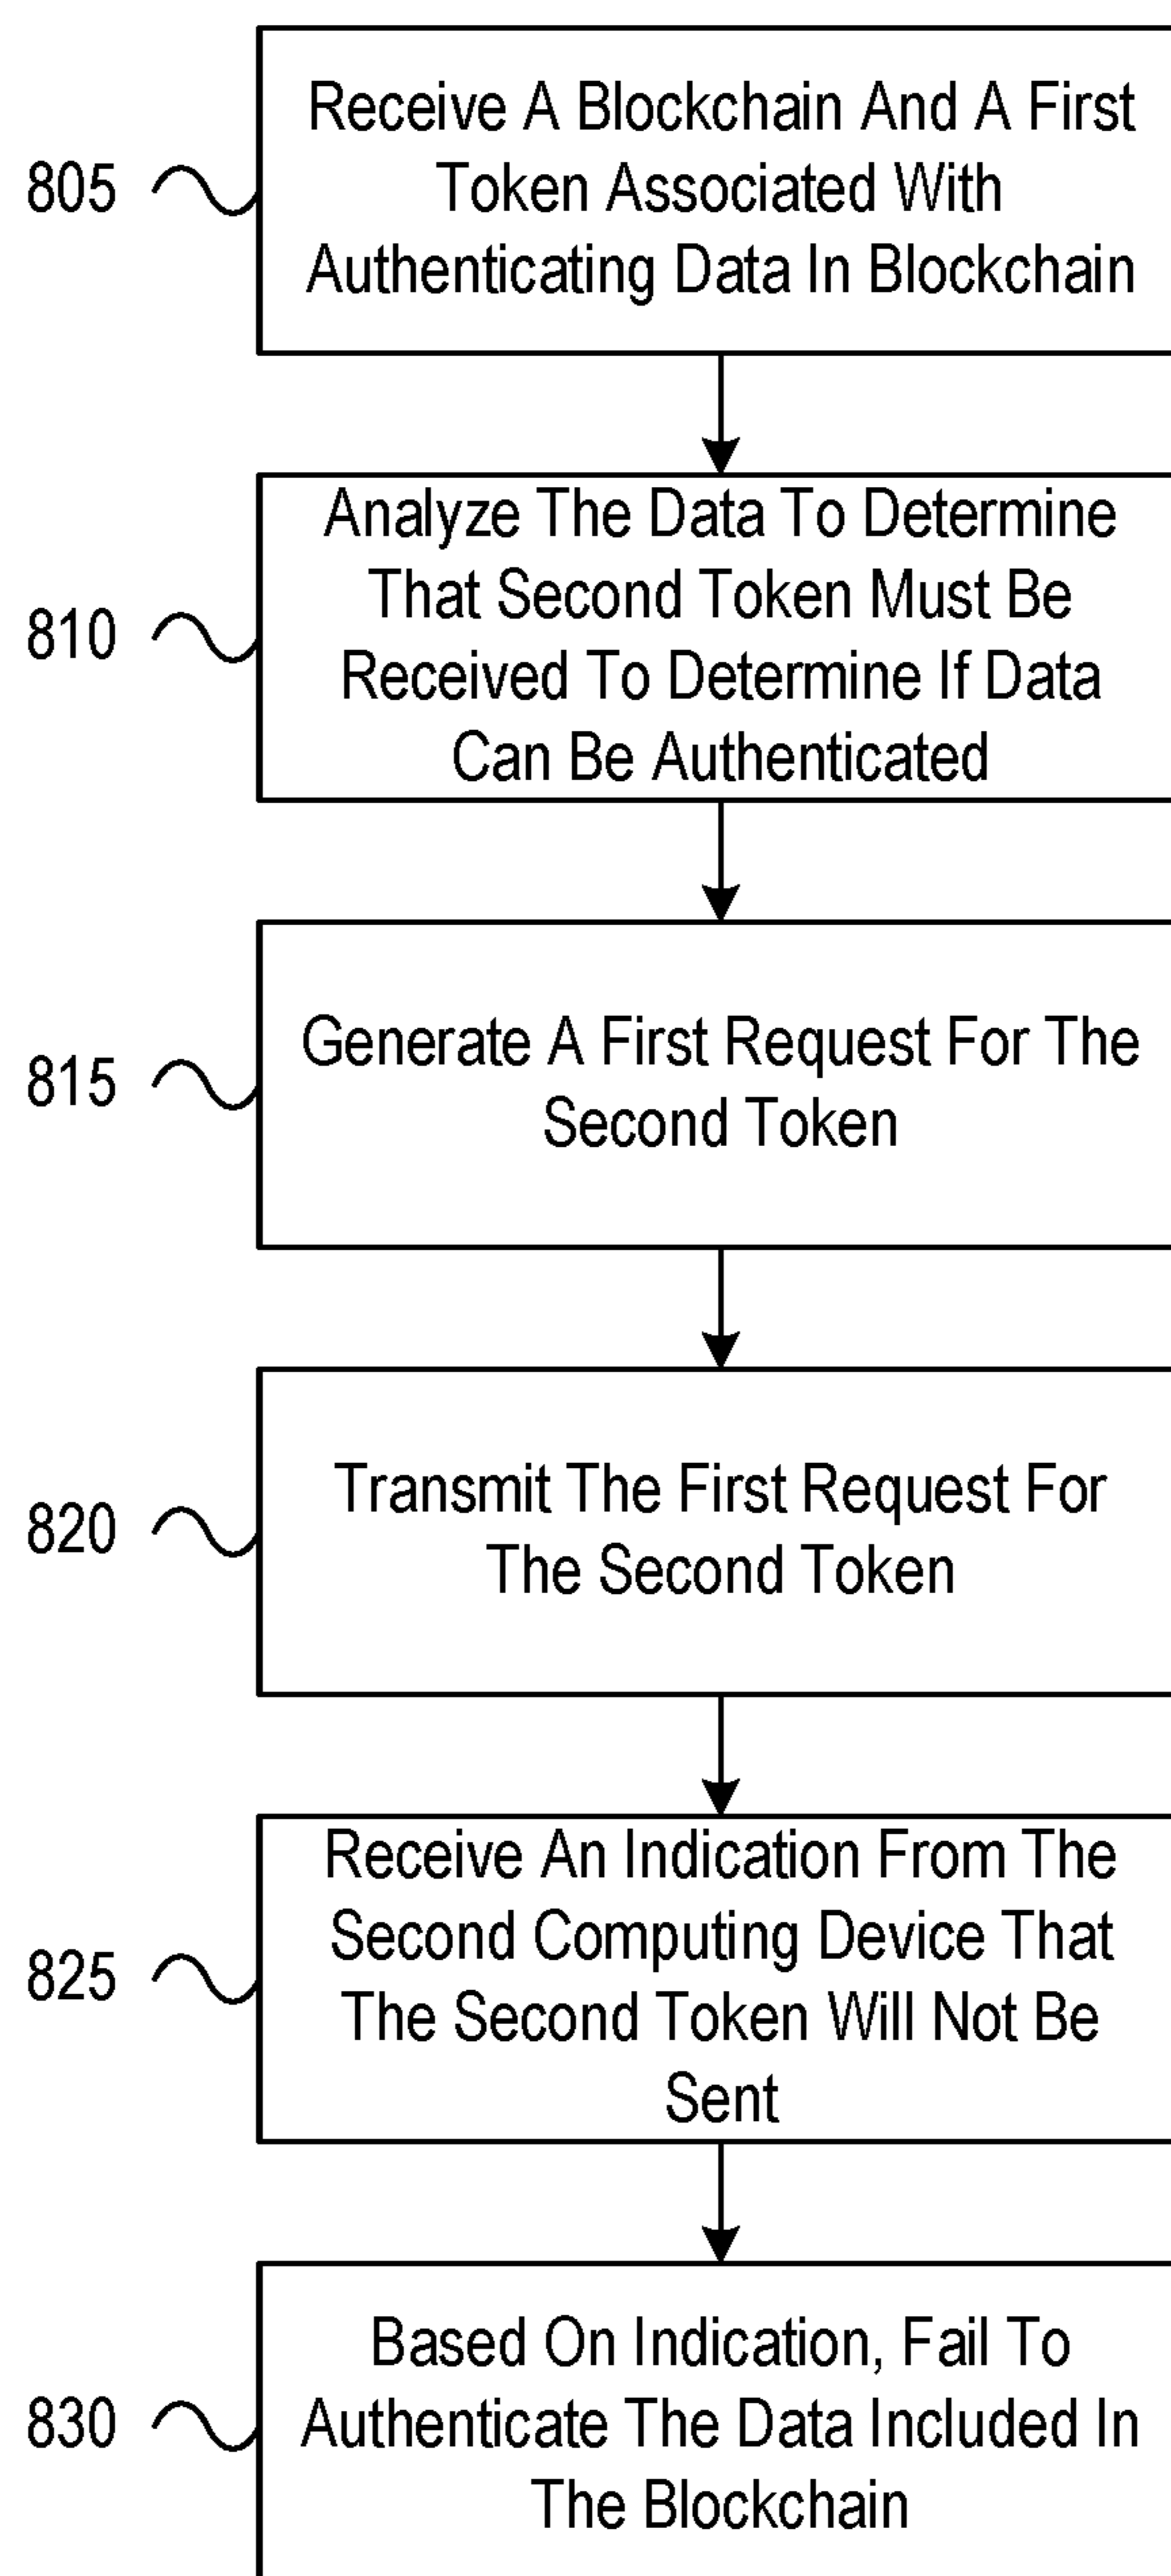 Receive A Blockchain And A First
Token Associated With
Authenticating Data In Blockchain
805
Analyze The Data To Determine
That Second Token Must Be
Received To Determine If Data
Can Be Authenticated
810
Generate A First Request For The
Second Token
815
Transmit The First Request For
The Second Token
820
Receive An Indication From The
Second Computing Device That
The Second Token Will Not Be
Sent
825
Based On Indication, Fail To
Authenticate The Data Included In
The Blockchain
830